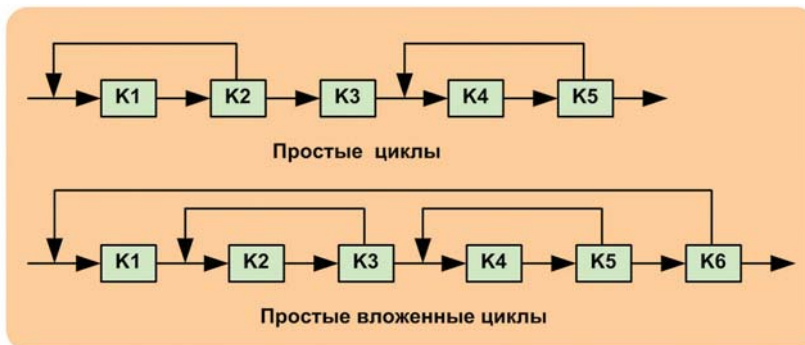 K1 K2 K3 K4 K5
Простые циклы
K1 K2 K3 K4 K5 K6
Простые вложенные циклы